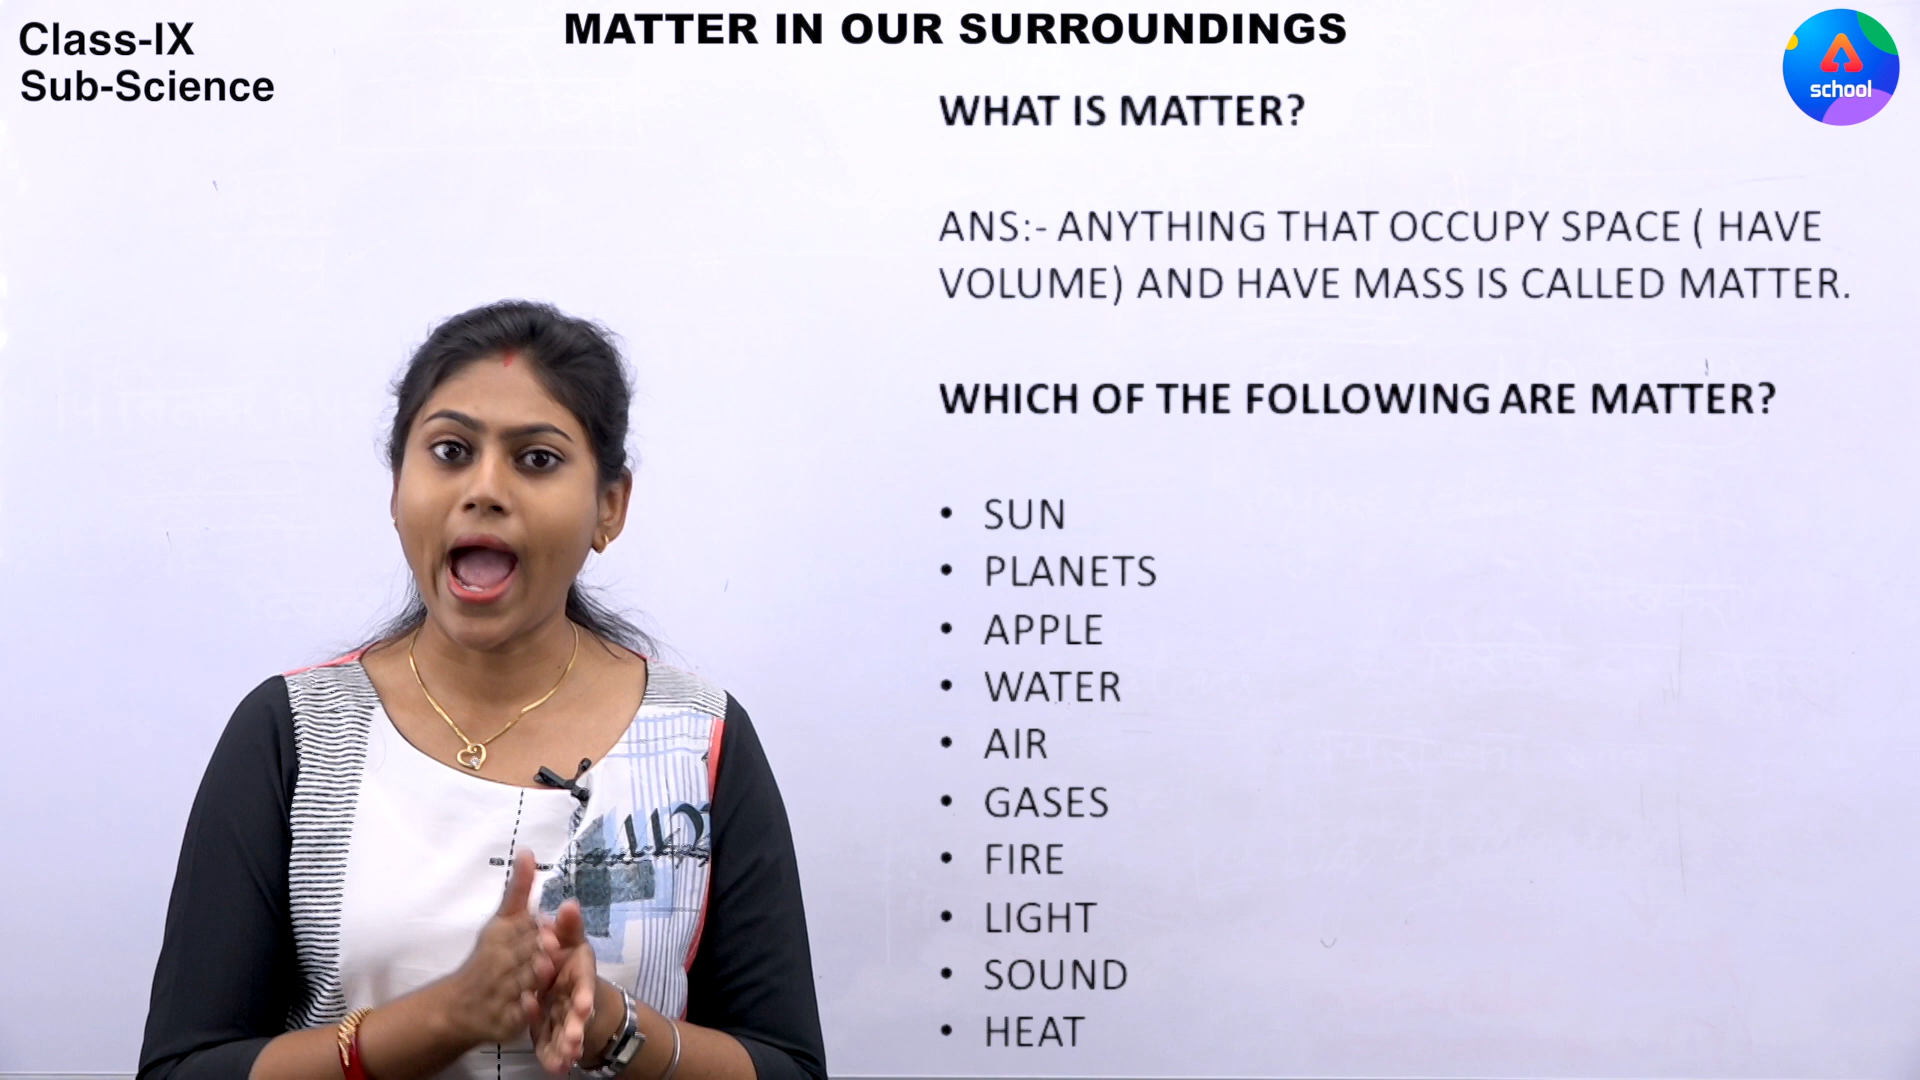 Class-IX
Sub-Science
MATTER IN OUR SURROUNDINGS
school
WHAT IS MATTER?
ANS:- ANYTHING THAT OCCUPY SPACE ( HAVE
VOLUME) AND HAVE MASS IS CALLED MATTER.
WHICH OF THE FOLLOWING ARE MATTER?
• SUN
• PLANETS
• APPLE
• WATER
• AIR
• GASES
• FIRE
• LIGHT
• SOUND
• HEAT